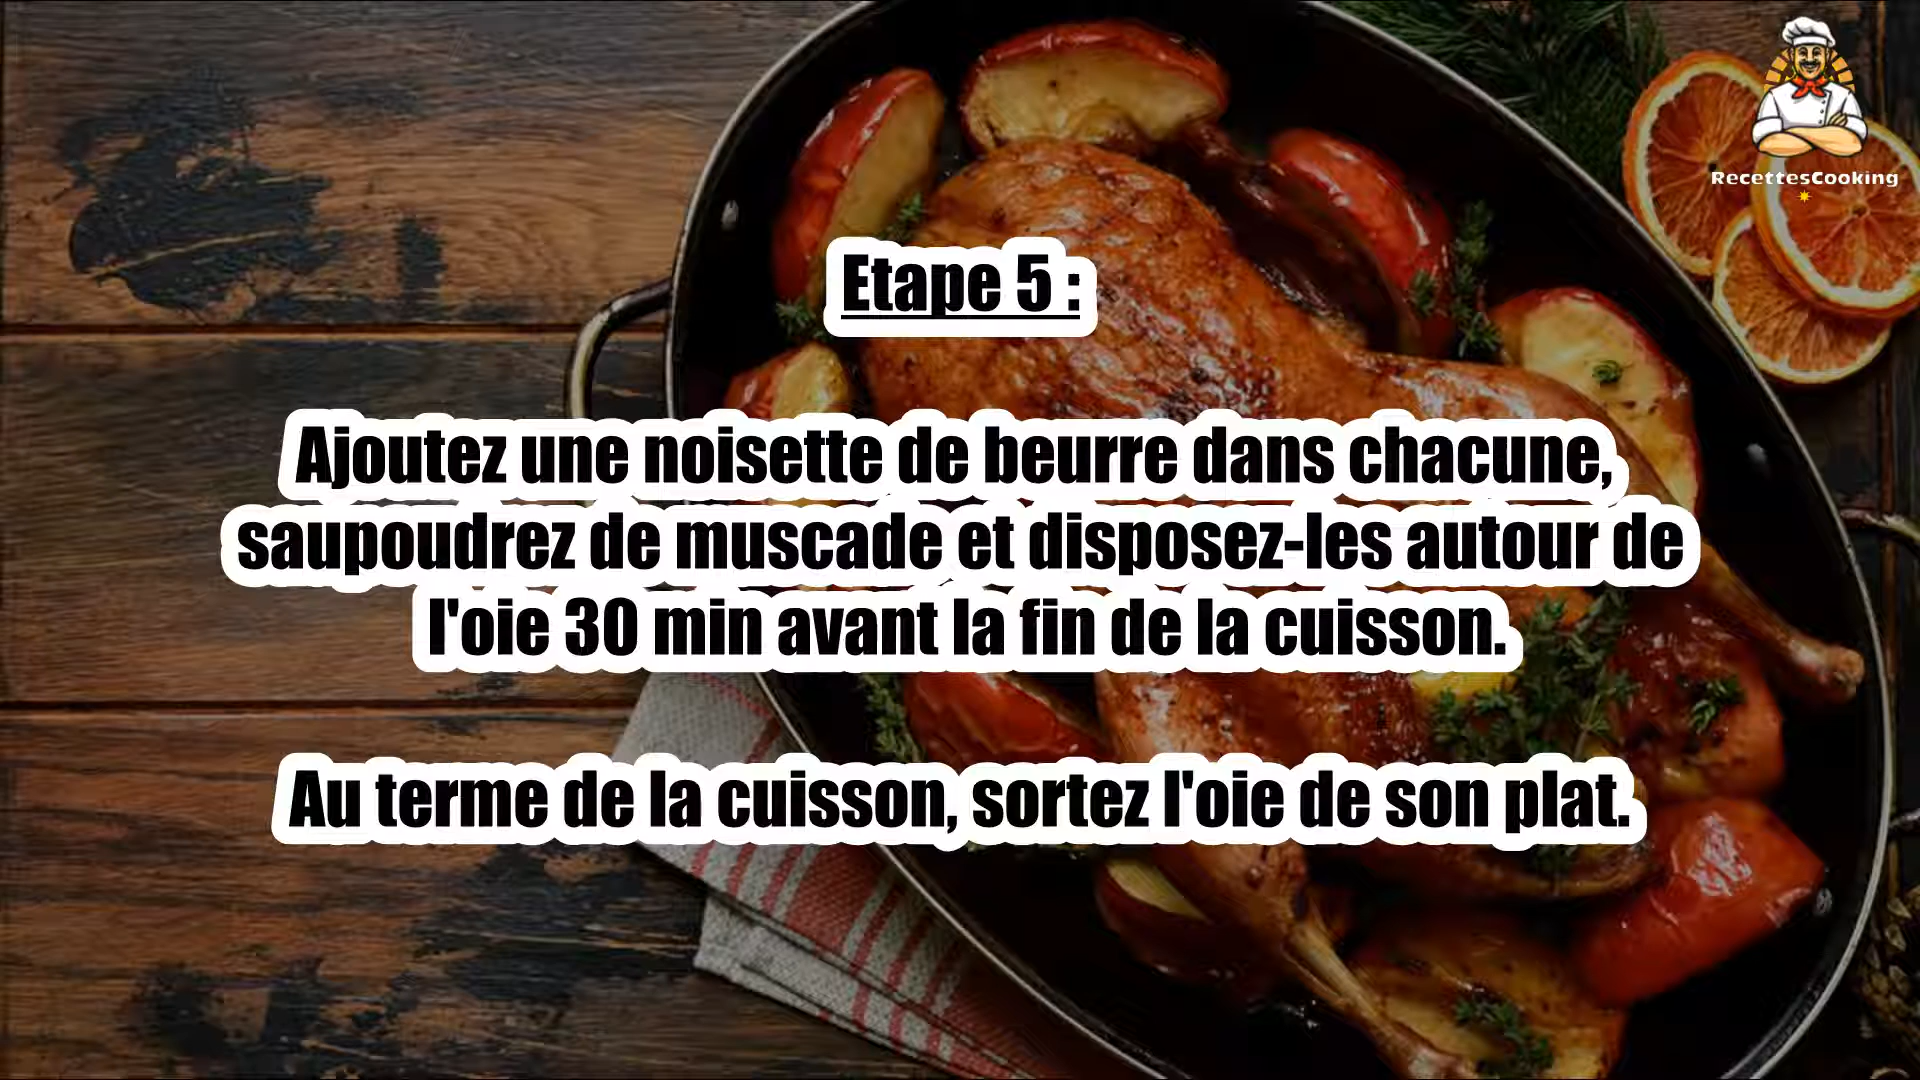 RecettesCooking
Etape 5 :
Ajoutez une noisette de beurre dans chacune,
saupoudrez de muscade et disposez-les autour de
l'oie 30 min avant la fin de la cuisson.
Au terme de la cuisson, sortez l'oie de son plat.